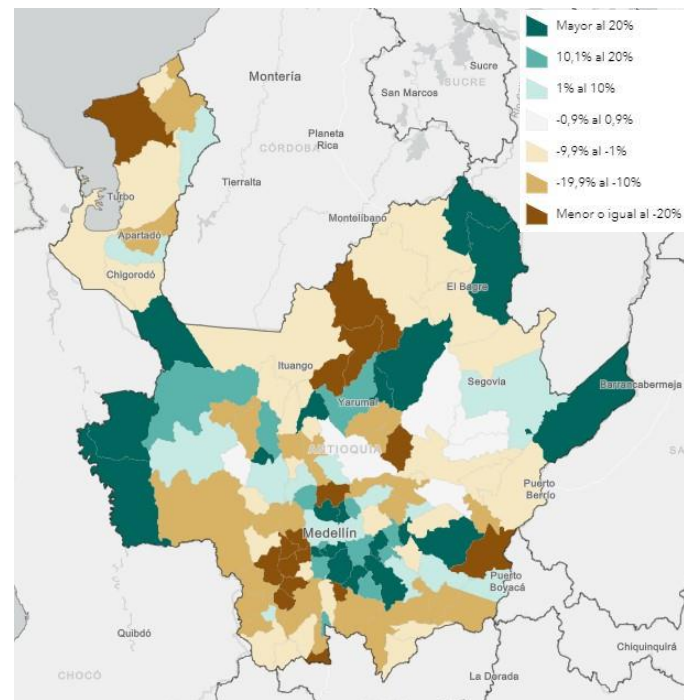 Mayor al 20%
10,1% al 20%
1% al 10%
-0,9% al 0,9%
-9,9% al -1%
-19,9% al -10%
Menor o igual al -20%
Montería
Sucre
SUCRE
San Marcos
Planeta
Rica
CÓRDOBA
Tierralta
Turbo
Montelíbano
Apartadó
Chigorodó
El Bagre
Ituango
Segovia
Barrancabermeja
Yarumal
SA
ANTIOQUIA
Puerto
Berrío
Medellín
Puerto
Boyacá
Quibdó
Chiquinquirá
CHOCÓ
La Dorada